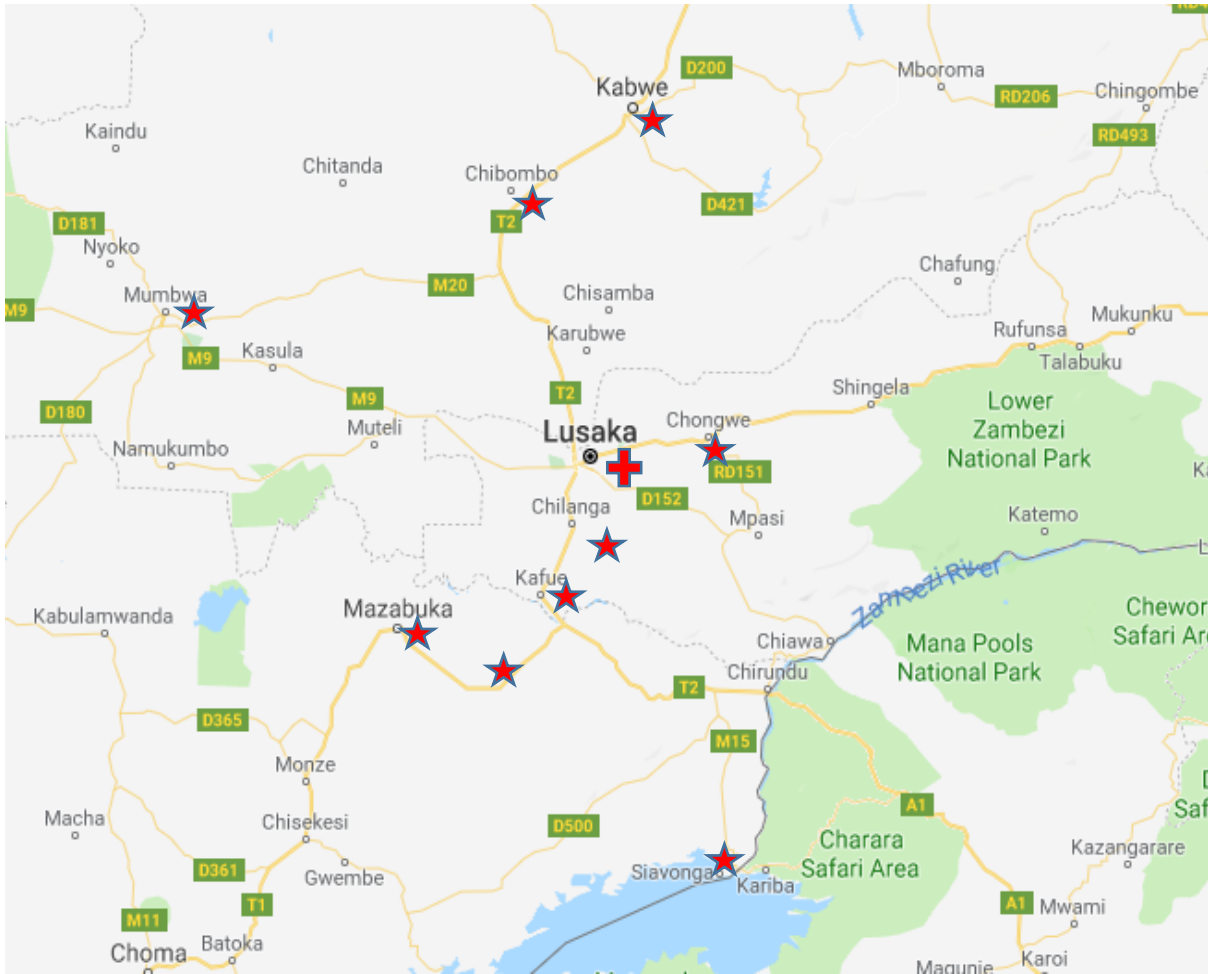 D200
Kabwe
Mboroma
RD206
Chingombe
RD493
Kaindu
Chitanda
Chibombo
T2
D421
D181
Nyoko
M20
Chafung
Chisamba
Mumbwa
M9
Karubwe
Mukunku
Rufunsa
Talabuku
M9
Kasula
T2
M9
Shingela
D180
Muteli
Namukumbo
Lusaka
Chongwe
Lower
Zambezi
National Park
RD151
D152
Chilanga
Mpasi
Katemo
Kafue
Zambezi River
Mazabuka
Kabulamwanda
Chewor
Safari Are
Chiawa
Mana Pools
National Park
Chirundu
T2
D365
M15
Monze
A1
Macha
Chisekesi
D500
Charara
Safari Area
Kazangarare
D361
Gwembe
Siavonga
Kariba
T1
M11
A1
Mwami
Choma
Batoka
Magunje
Karoi